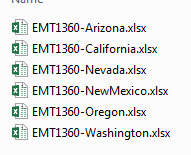 EMT1360-Arizona.xlsx
EMT1360-California.xlsx
EMT1360-Nevada.xlsx
EMT1360-NewMexico.xlsx
EMT1360-Oregon.xlsx
EMT1360-Washington.xlsx